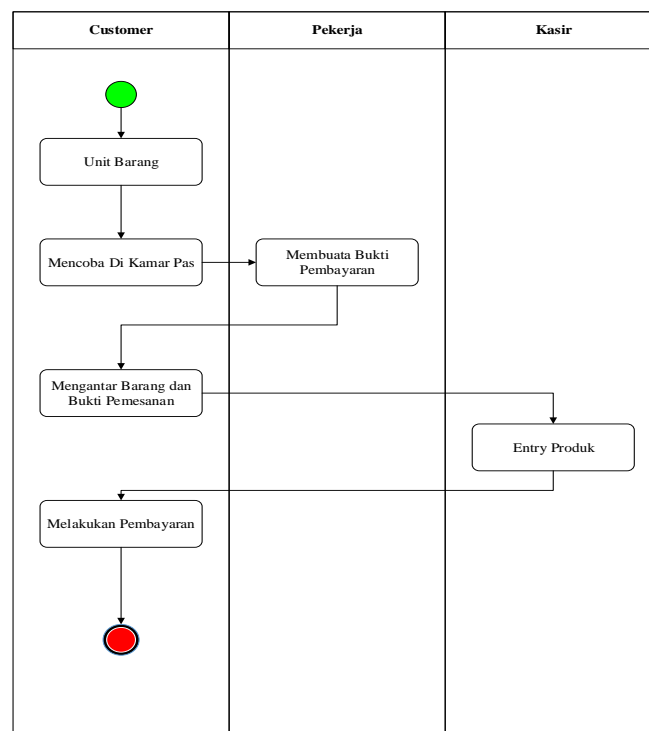 Customer
Pekerja
Kasir
Unit Barang
Mencoba Di Kamar Pas
Membuata Bukti
Pembayaran
Mengantar Barang dan
Bukti Pemesanan
Entry Produk
Melakukan Pembayaran